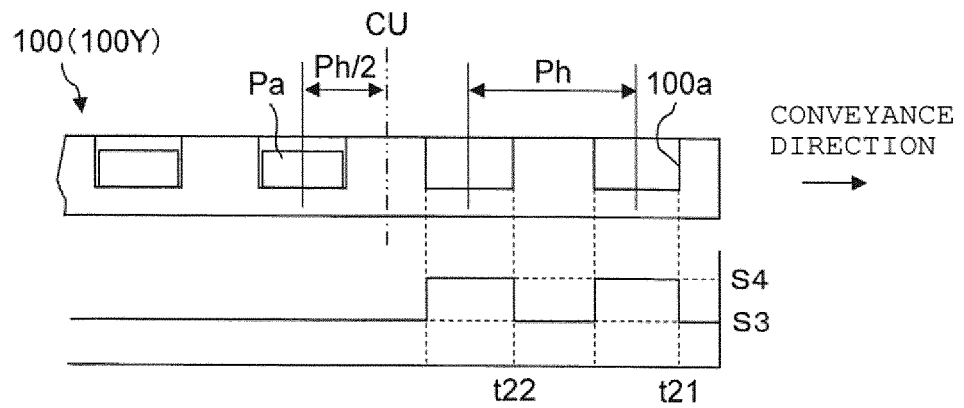 CU
100(100Y)
Ph/2
Ph
Pa
100a
CONVEYANCE
DIRECTION
S4
S3
t22
t21